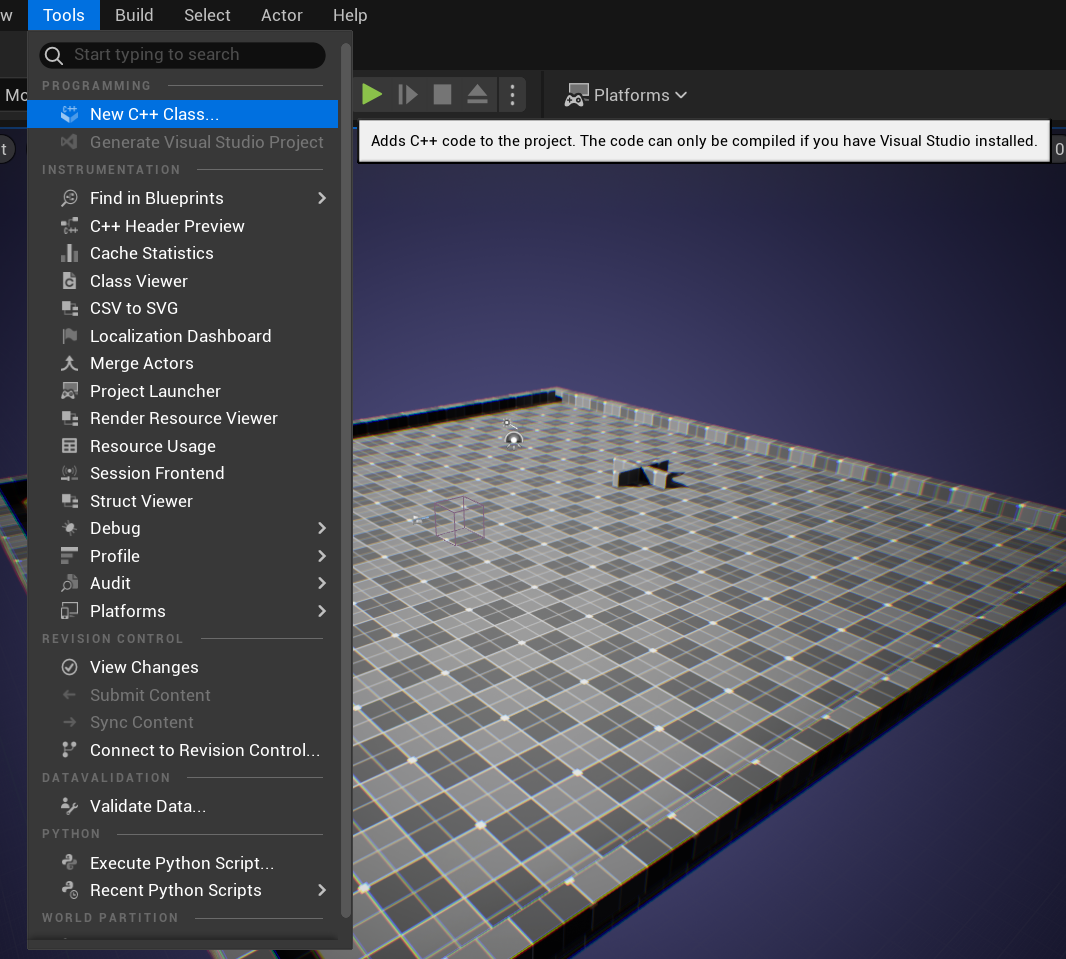 w Tools Build Select Actor Help
Start typing to search
PROGRAMMING
Mo
Platforms
New C++ Class...
Adds C++ code to the project. The code can only be compiled if you have Visual Studio installed.
Generate Visual Studio Project
t
0
INSTRUMENTATION
Find in Blueprints
C++ Header Preview
Cache Statistics
Class Viewer
CSV to SVG
Localization Dashboard
Merge Actors
Project Launcher
Render Resource Viewer
Resource Usage
Session Frontend
Struct Viewer
Debug
Profile
Audit
Platforms
REVISION CONTROL
View Changes
Submit Content
Sync Content
Connect to Revision Control...
DATAVALIDATION
Validate Data...
PYTHON
Execute Python Script...
Recent Python Scripts
WORLD PARTITION